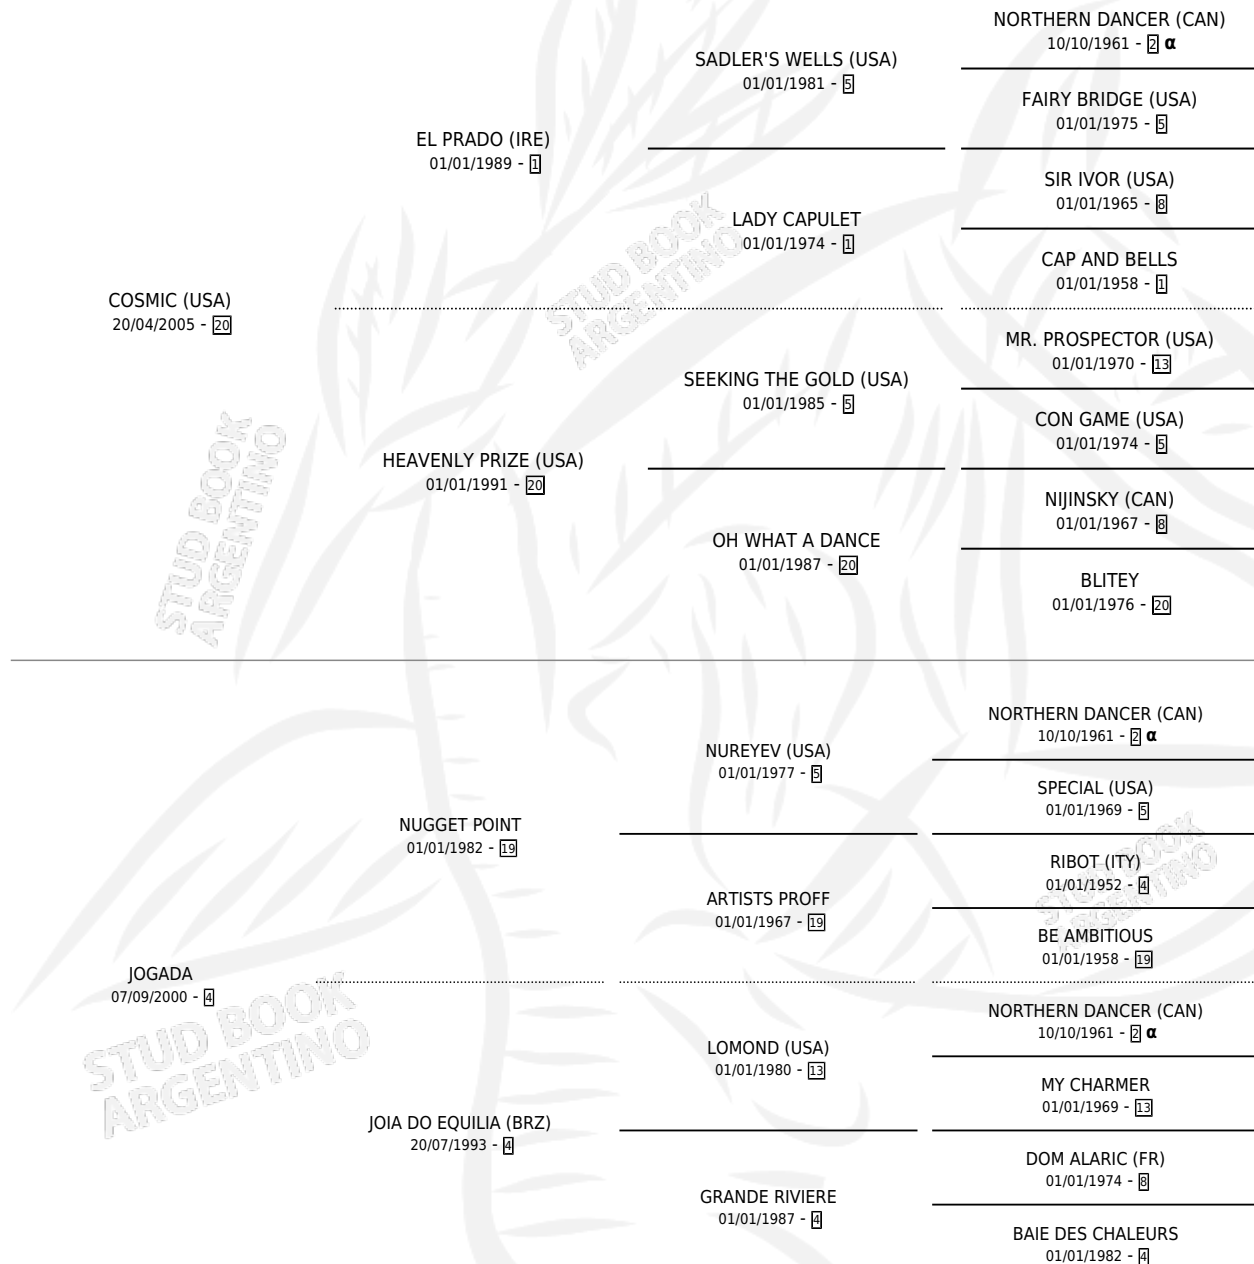 NORTHERN DANCER (CAN)
10/10/1961 - 2 α
SADLER'S WELLS (USA)
01/01/1981 - 5
FAIRY BRIDGE (USA)
01/01/1975 - 5
EL PRADO (IRE)
01/01/1989 - 1
SIR IVOR (USA)
01/01/1965 - 8
LADY CAPULET
01/01/1974 - 1
CAP AND BELLS
01/01/1958 - 1
COSMIC (USA)
20/04/2005 - 20
MR. PROSPECTOR (USA)
01/01/1970 - 13
SEEKING THE GOLD (USA)
01/01/1985 - 5
CON GAME (USA)
01/01/1974 - 5
HEAVENLY PRIZE (USA)
01/01/1991 - 20
NIJINSKY (CAN)
01/01/1967 - 8
OH WHAT A DANCE
01/01/1987 - 20
BLITEY
01/01/1976 - 20
NORTHERN DANCER (CAN)
10/10/1961 - 2 α
NUREYEV (USA)
01/01/1977 - 5
SPECIAL (USA)
01/01/1969 - 5
NUGGET POINT
01/01/1982 - 19
RIBOT (ITY)
01/01/1952 - 4
ARTISTS PROFF
01/01/1967 - 19
BE AMBITIOUS
01/01/1958 - 19
JOGADA
07/09/2000 - 4
NORTHERN DANCER (CAN)
10/10/1961 - 2 α
LOMOND (USA)
01/01/1980 - 13
MY CHARMER
01/01/1969 - 13
JOIA DO EQUILIA (BRZ)
20/07/1993 - 4
DOM ALARIC (FR)
01/01/1974 - 8
GRANDE RIVIERE
01/01/1987 - 4
BAIE DES CHALEURS
01/01/1982 - 4
STUD BOOK
ARGENTINO
STUD BOOK
ARGENTINO
STUD BOOK
ARGENTINO
STUD BOOK
ARGENTINO